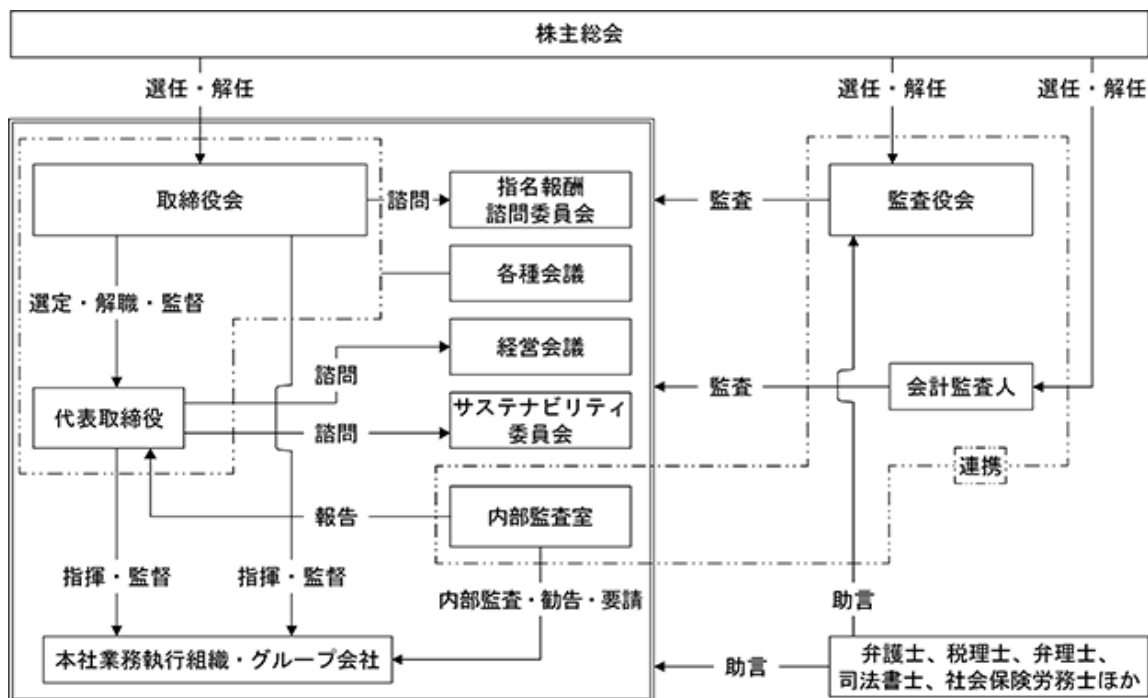 株主総会
選任・解任
選任・解任
選任・解任
取締役会
諮問
指名報酬
諮問委員会
監査
監査役会
各種会議
選定・解職・監督
経営会議
諮問
代表取締役
諮問
サステナビリティ
委員会
監査
会計監査人
連携
報告
内部監査室
指揮・監督
指揮・監督
内部監査・勧告・要請
助言
本社業務執行組織・グループ会社
助言
弁護士、税理士、弁理士、
司法書士、社会保険労務士ほか